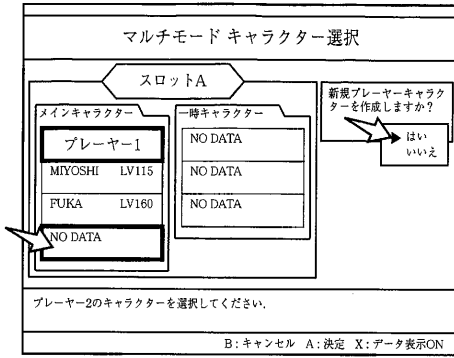 マルチモード キャラクター選択
スロットA
メインキャラクター
プレーヤー1
MIYOSHI LV115
FUKA LV160
NO DATA
一時キャラクター
NO DATA
NO DATA
NO DATA
新規プレーヤーキャラク
ターを作成しますか？
はい
いいえ
プレーヤー2のキャラクターを選択してください．
B：キャンセル A：決定 X：データ表示ON